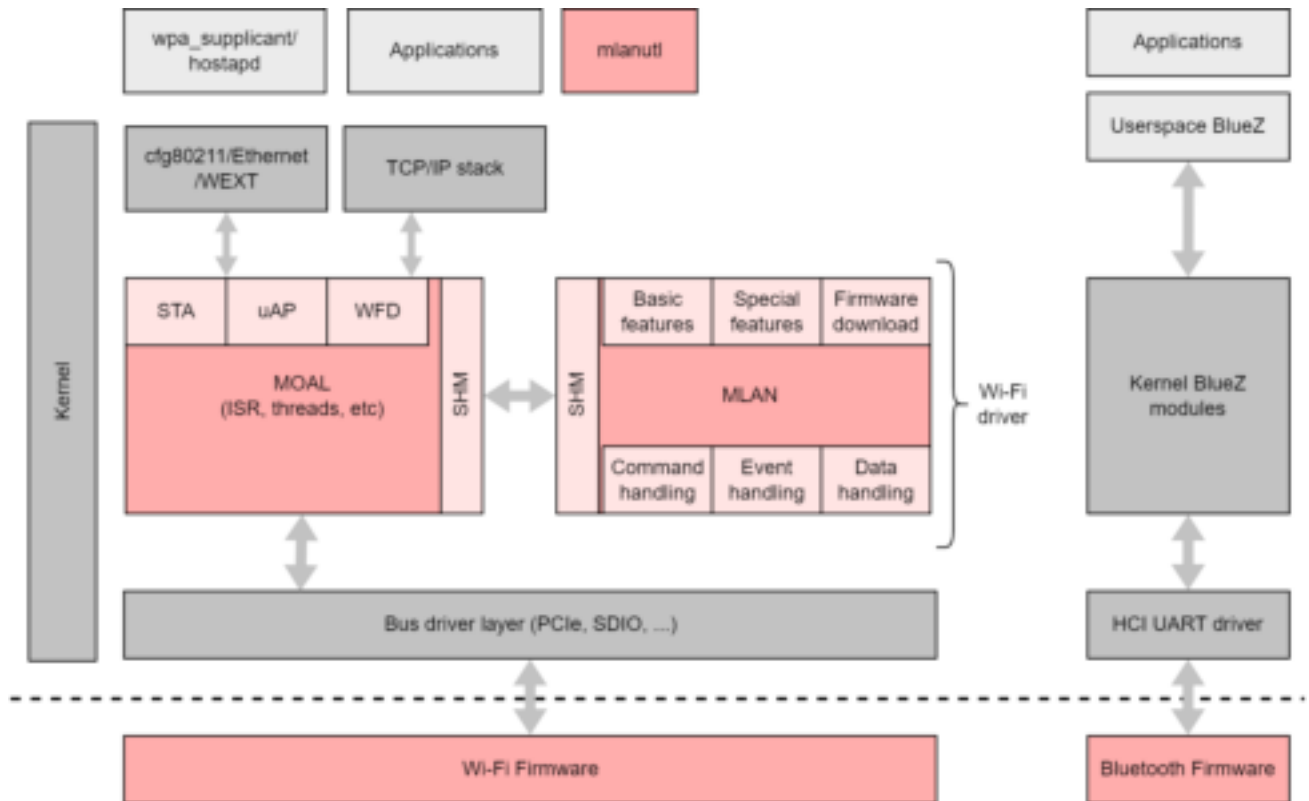 wpa_supplicant/
hostapd
Applications
mlanutl
Applications
Userspace BlueZ
cfg80211/Ethernet
/WEXT
TCP/IP stack
Kernel
STA
uAP
WFD
MOAL
(ISR, threads, etc)
SHM
SHM
Basic
features
Special
features
Firmware
download
MLAN
Command
handling
Event
handling
Data
handling
Wi-Fi
driver
Kernel BlueZ
modules
Bus driver layer (PCIe, SDIO, ...)
HCI UART driver
Wi-Fi Firmware
Bluetooth Firmware